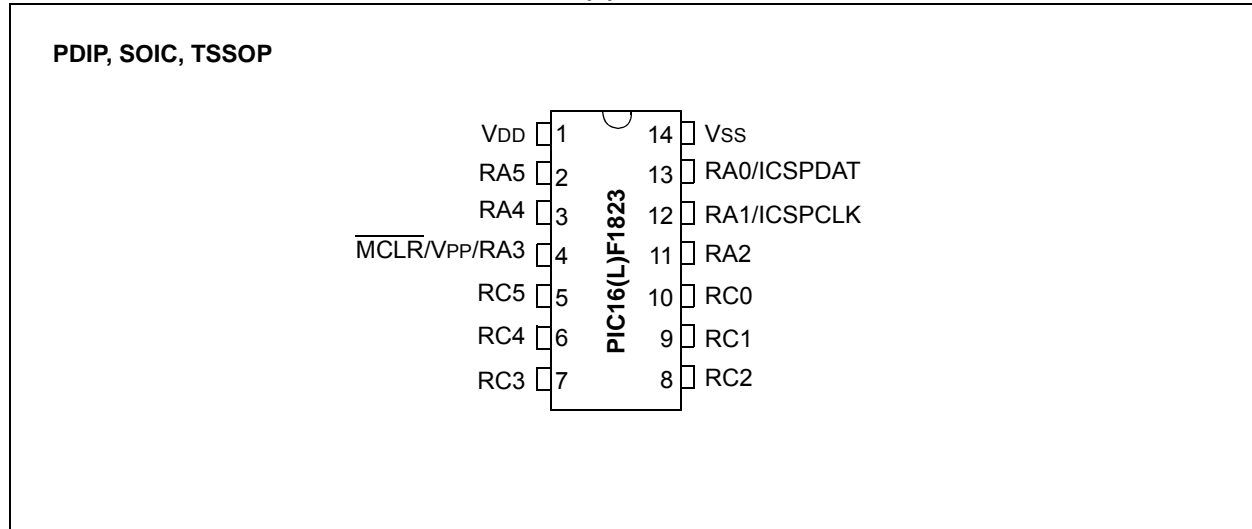 PDIP, SOIC, TSSOP
VDD 1 14 VSS
RA5 2 13 RA0/ICSPDAT
RA4 3 12 RA1/ICSPCLK
MCLR/VPP/RA3 4 11 RA2
RC5 5 10 RC0
RC4 6 9 RC1
RC3 7 8 RC2
PIC16(L)F1823